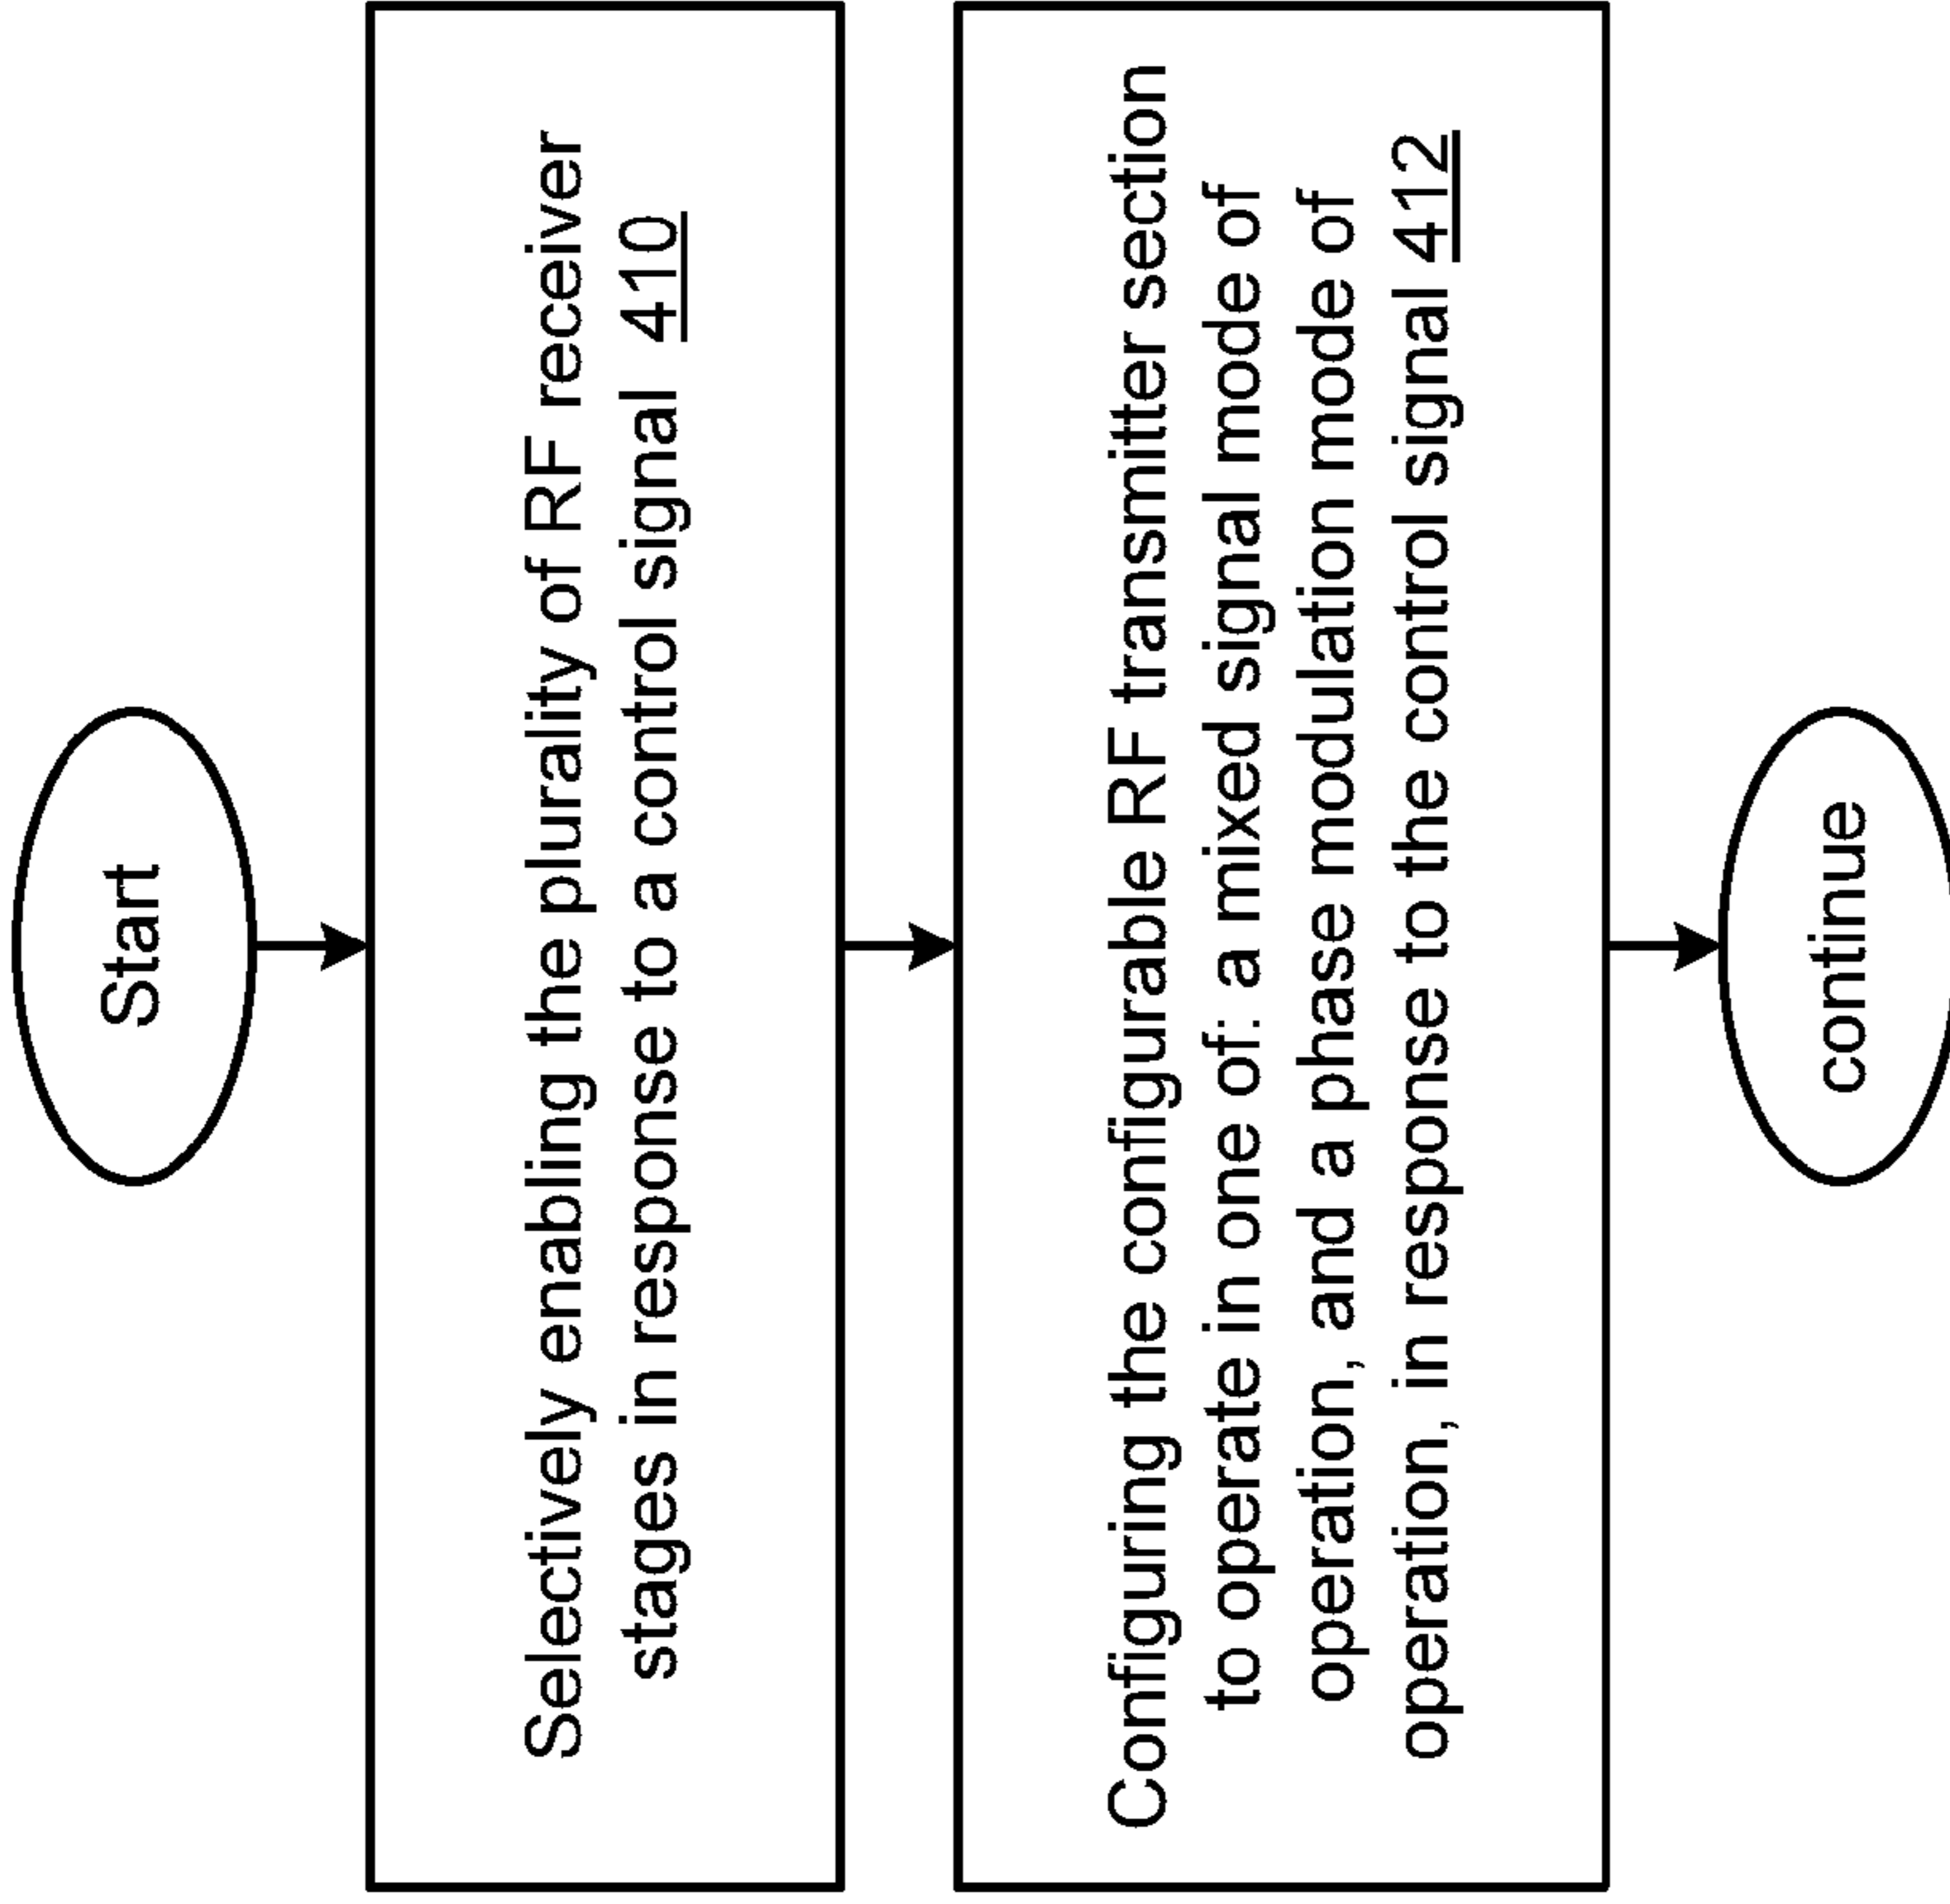 Start
Selectively enabling the plurality of RF receiver
stages in response to a control signal 410
Configuring the configurable RF transmitter section
to operate in one of: a mixed signal mode of
operation, and a phase modulation mode of
operation, in response to the control signal 412
continue